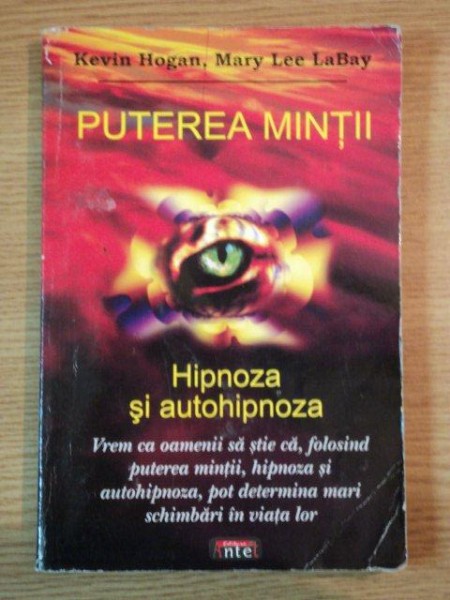 Kevin Hogan, Mary Lee LaBay
PUTEREA MINȚII
Hipnoza
și autohipnoza
Vrem ca oamenii să știe că, folosind
puterea minții, hipnoza și
autohipnoza, pot determina mari
schimbări în viața lor
Antet